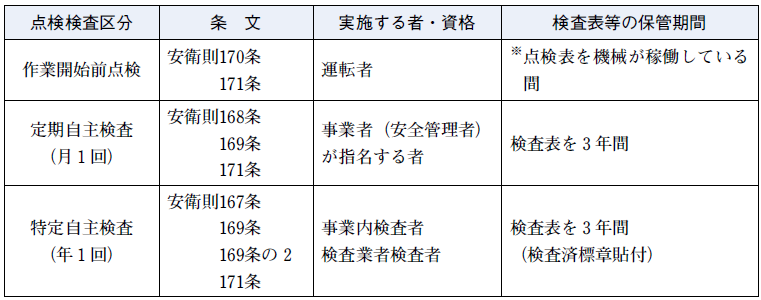 点検検査区分 条文 実施する者・資格 検査表等の保管期間
作業開始前点検 安衛則170条 171条 運転者 ※点検表を機械が稼働している間
定期自主検査 (月1回) 安衛則168条 169条 171条 事業者（安全管理者）が指名する者 検査表を3年間
特定自主検査 (年1回) 安衛則167条 169条 169条の2 171条 事業内検査者 検査業者検査者 検査表を3年間 （検査済標章貼付）